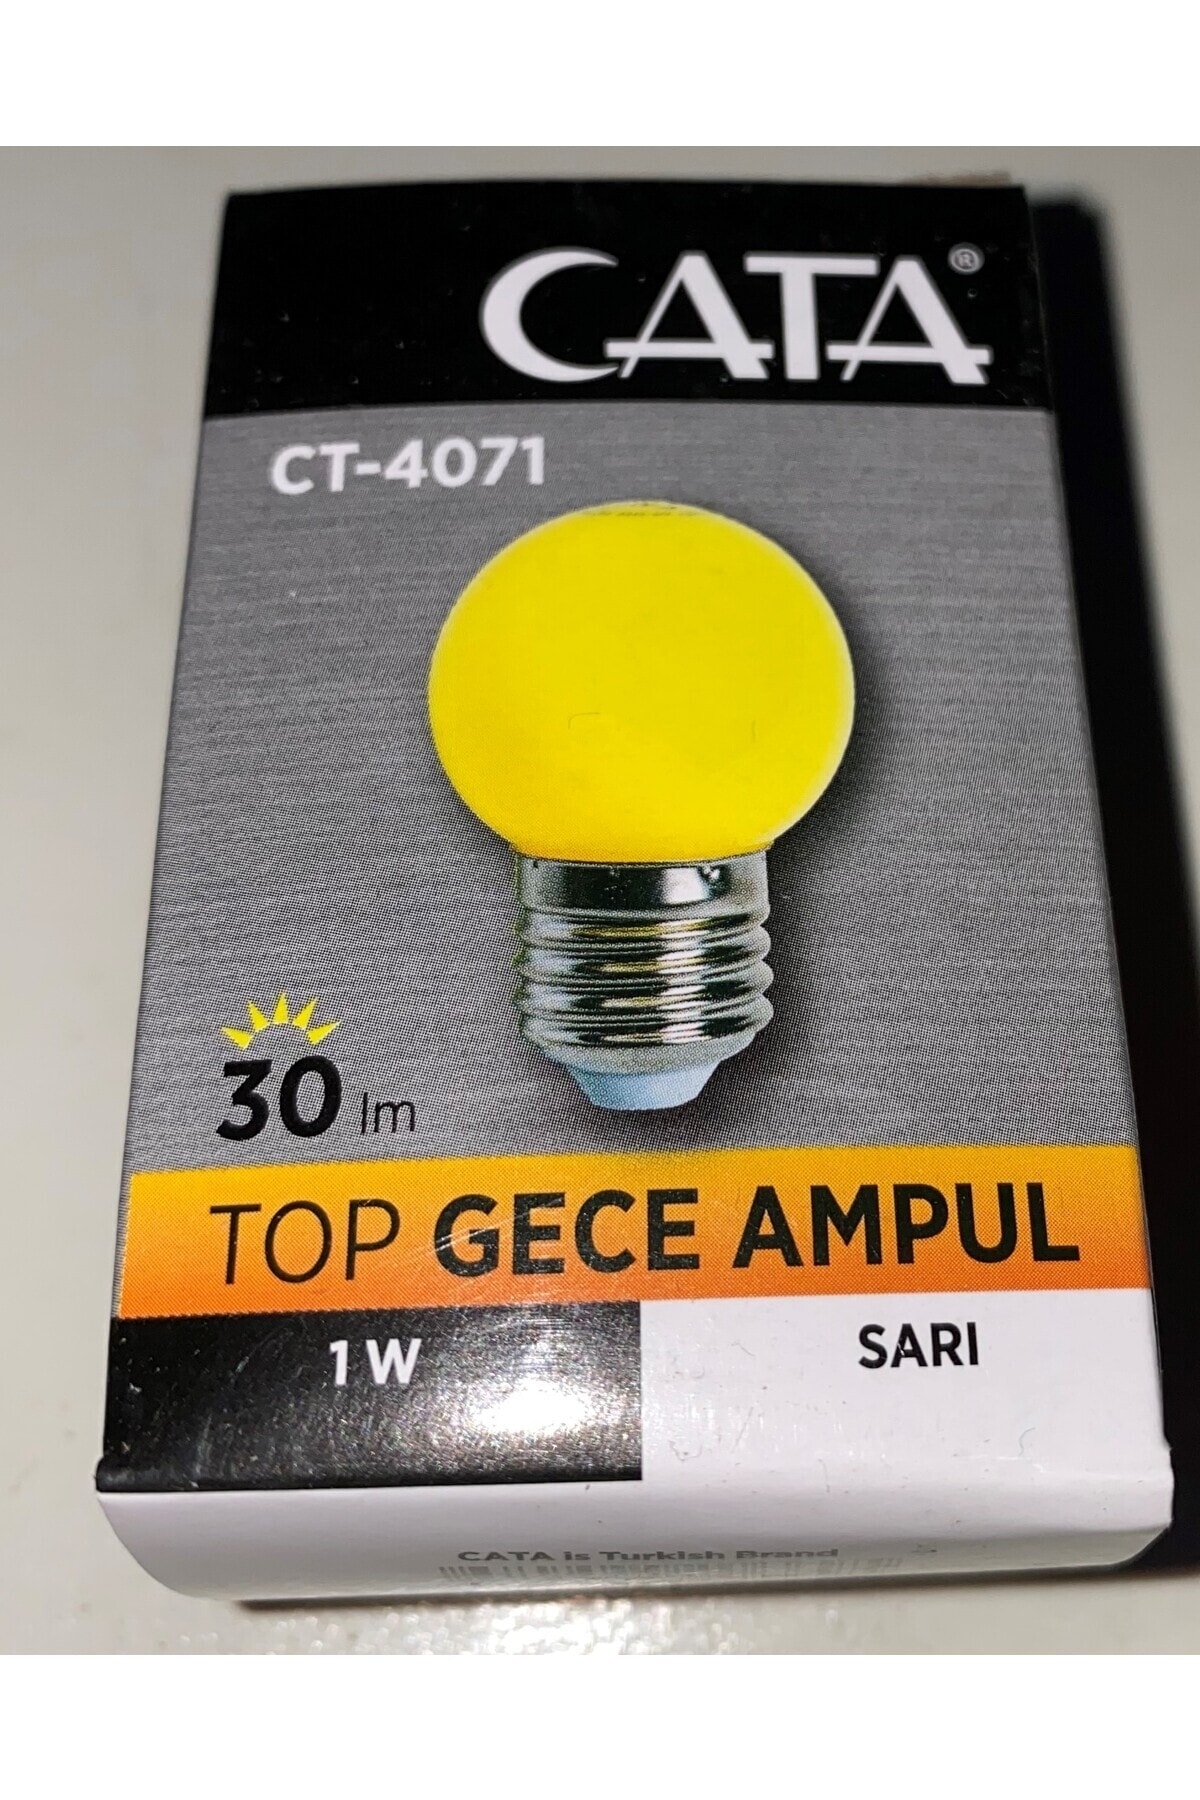 CATA®
CT-4071
30 lm
TOP GECE AMPUL
1 W
SARI
CATA is Turkish Brand